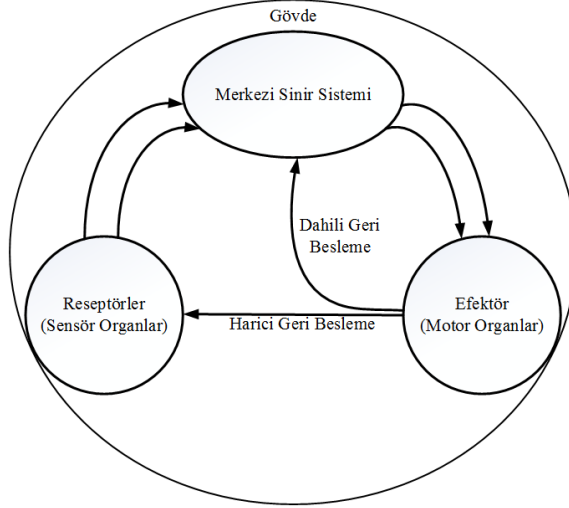 Gövde
Merkezi Sinir Sistemi
Dahili Geri
Besleme
Reseptörler
(Sensör Organlar)
Efektör
(Motor Organlar)
Harici Geri Besleme